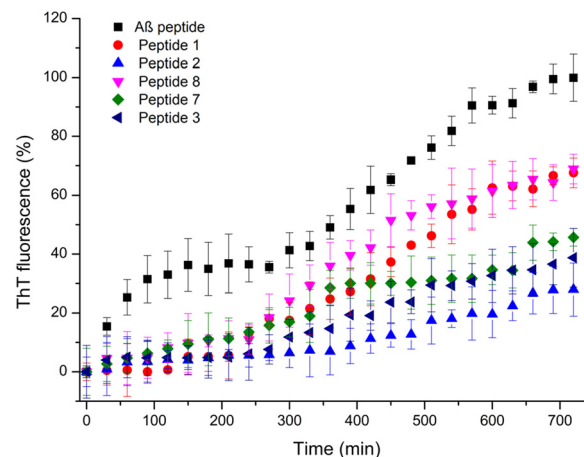 120
100
80
60
40
20
0
ThT fluorescence (%)
Aß peptide
Peptide 1
Peptide 2
Peptide 8
Peptide 7
Peptide 3
0 100 200 300 400 500 600 700
Time (min)